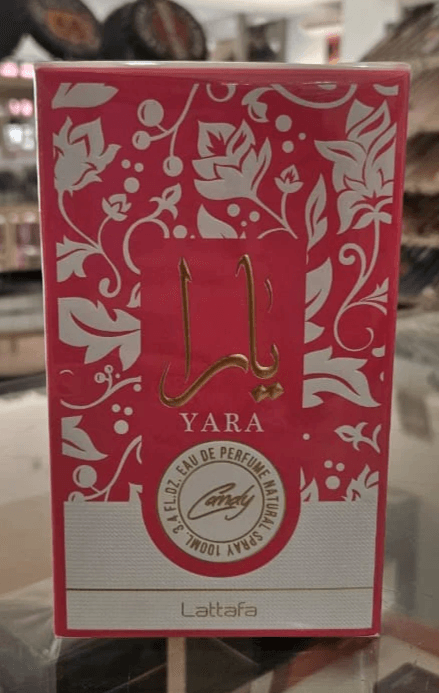 يارا
YARA
EAU DE PERFUME NATURAL SPRAY 100ML. 3.4 FL.OZ.
Candy
Lattafa